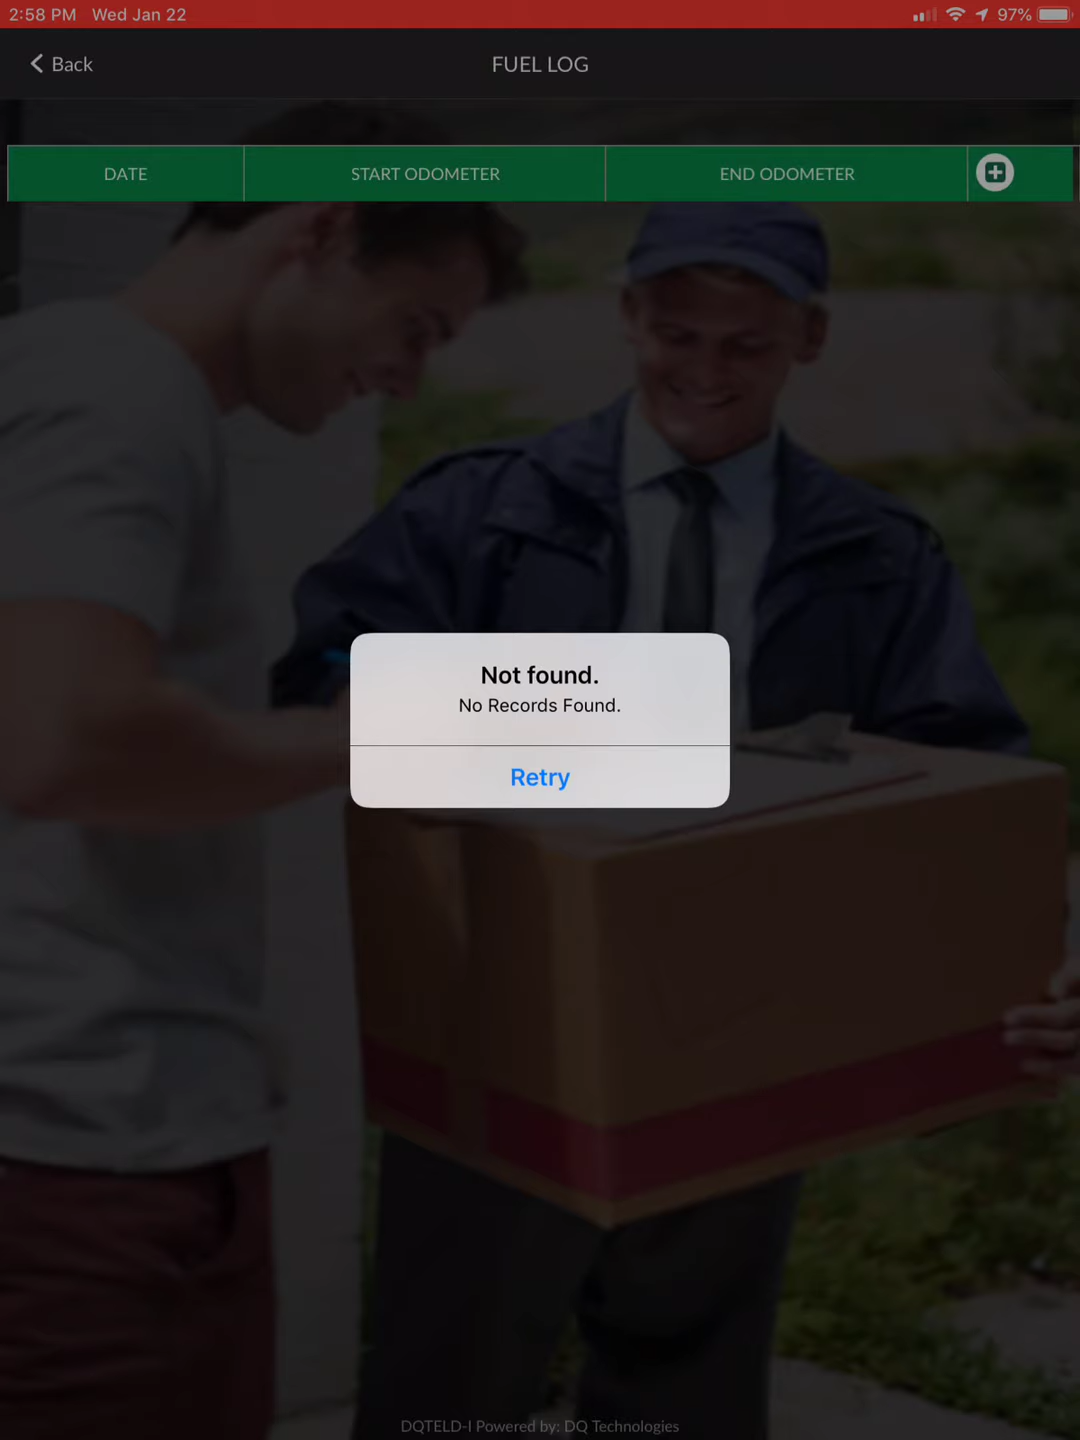 2:58 PM Wed Jan 22 97%
Back FUEL LOG
DATE START ODOMETER END ODOMETER
Not found.
No Records Found.
Retry
DQTELD-I Powered by: DQ Technologies